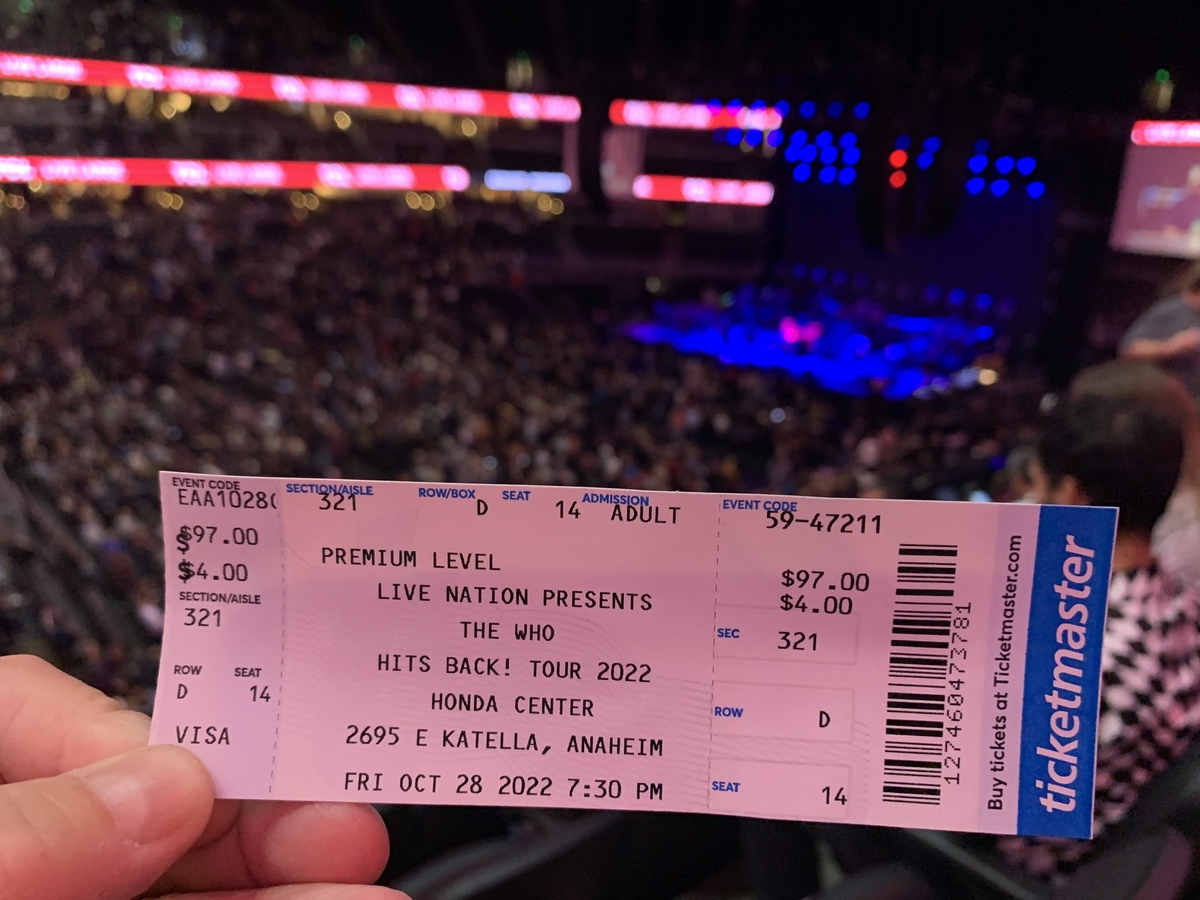 EVENT CODE
EAA1028
$97.00
$4.00
SECTION/AISLE
321
ROW SEAT
D 14
VISA
SECTION/AISLE ROW/BOX SEAT ADMISSION
321 D 14 ADULT
PREMIUM LEVEL
LIVE NATION PRESENTS
THE WHO
HITS BACK! TOUR 2022
HONDA CENTER
2695 E KATELLA, ANAHEIM
FRI OCT 28 2022 7:30 PM
EVENT CODE
59-47211
$97.00
$4.00
SEC 321
ROW D
SEAT 14
127460473781
Buy tickets at Ticketmaster.com
ticketmaster